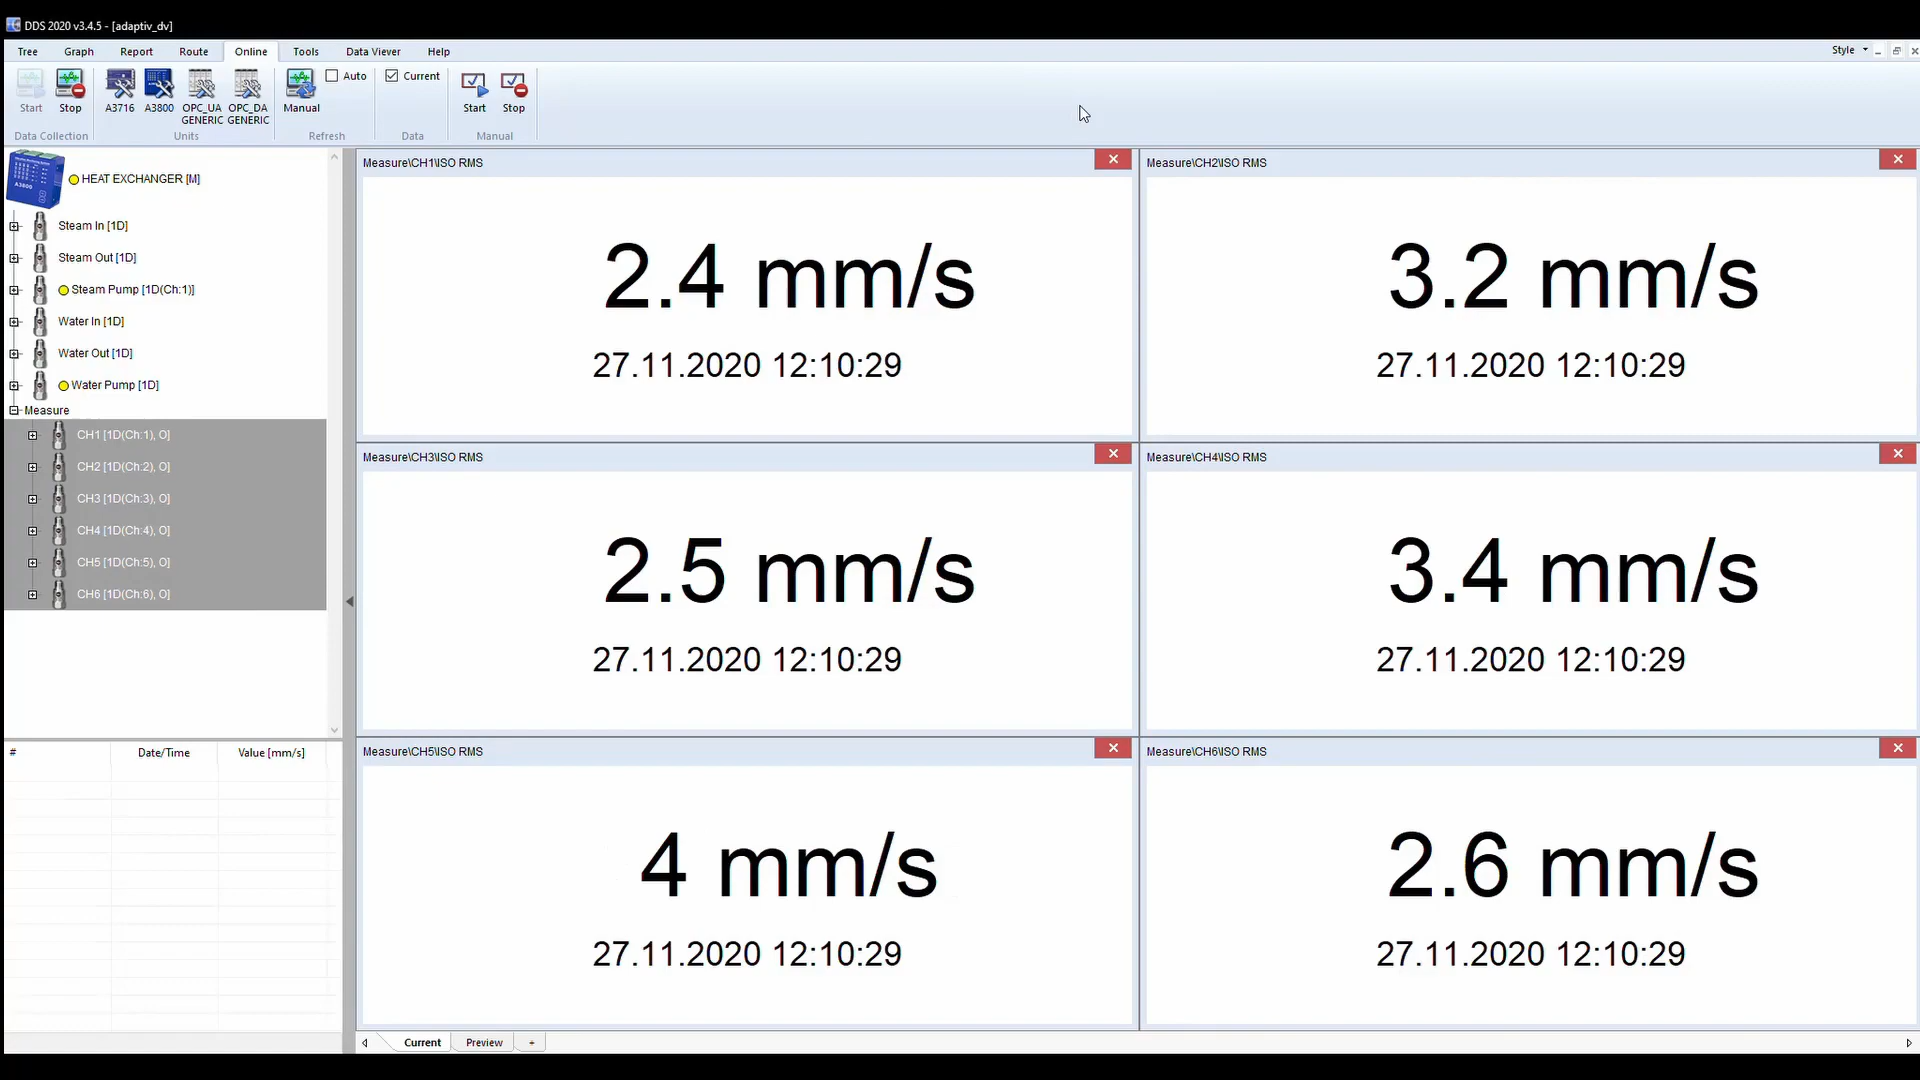 DDS 2020 v3.4.5 - [adaptiv_dv]
Tree Graph Report Route Online Tools Data Viewer Help Style
Start Stop A3716 A3800 OPC_UA GENERIC OPC_DA GENERIC Manual Auto Current Start Stop
Data Collection Units Refresh Data Manual
A3800
HEAT EXCHANGER [M]
Steam In [1D]
Steam Out [1D]
Steam Pump [1D(Ch:1)]
Water In [1D]
Water Out [1D]
Water Pump [1D]
Measure
CH1 [1D(Ch:1), O]
CH2 [1D(Ch:2), O]
CH3 [1D(Ch:3), O]
CH4 [1D(Ch:4), O]
CH5 [1D(Ch:5), O]
CH6 [1D(Ch:6), O]
# Date/Time Value [mm/s]
Measure\CH1\ISO RMS
2.4 mm/s
27.11.2020 12:10:29
Measure\CH2\ISO RMS
3.2 mm/s
27.11.2020 12:10:29
Measure\CH3\ISO RMS
2.5 mm/s
27.11.2020 12:10:29
Measure\CH4\ISO RMS
3.4 mm/s
27.11.2020 12:10:29
Measure\CH5\ISO RMS
4 mm/s
27.11.2020 12:10:29
Measure\CH6\ISO RMS
2.6 mm/s
27.11.2020 12:10:29
Current Preview +